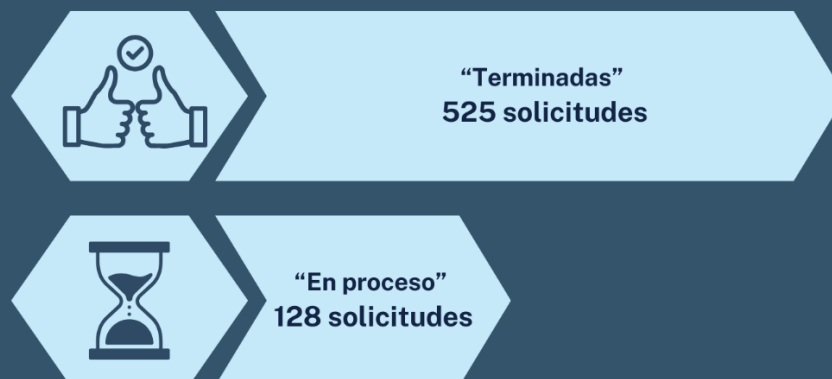 “Terminadas”
525 solicitudes
“En proceso”
128 solicitudes